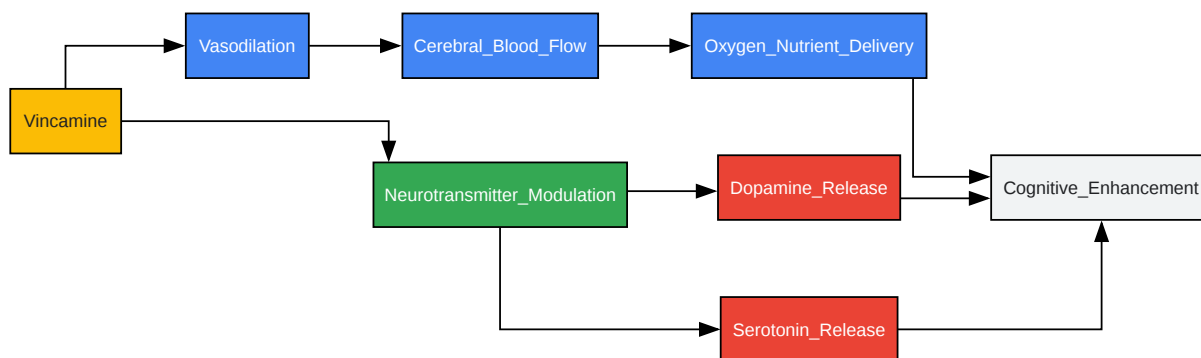 Vasodilation
Cerebral_Blood_Flow
Oxygen_Nutrient_Delivery
Vincamine
Neurotransmitter_Modulation
Dopamine_Release
Cognitive_Enhancement
Serotonin_Release